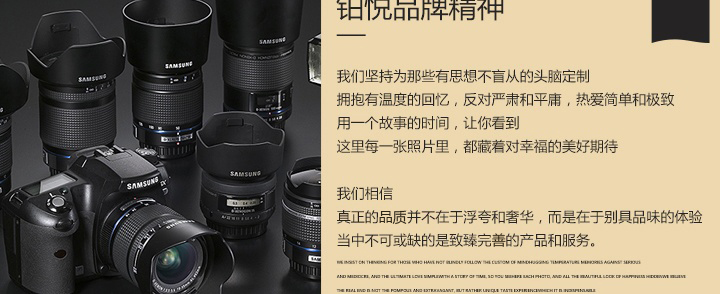 铂悦品牌精神
我们坚持为那些有思想不盲从的头脑定制
拥抱有温度的回忆，反对严肃和平庸，热爱简单和极致
用一个故事的时间，让你看到
这里每一张照片里，都藏着对幸福的美好期待
我们相信
真正的品质并不在于浮夸和奢华，而是在于别具品味的体验
当中不可或缺的是致臻完善的产品和服务。
WE INSIST ON THINKING FOR THOSE WHO HAVE NOT BLINDLY FOLLOW THE CUSTOM OF MINDHUGGING TEMPERATURE MEMORIES AGAINST SERIOUS
AND MEDIOCRE, AND THE ULTIMATE LOVE SIMPLEWITH A STORY OF TIME, SO YOU SEEHERE EACH PHOTO, AND ALL THE BEAUTIFUL LOOK OF HAPPINESS HIDDENWE BELIEVE
THE REAL END IS NOT THE POMPOUS AND EXTRAVAGANT, BUT RATHER UNIQUE TASTE EXPERIENCEWHICH IT IS INDISPENSABLE
SAMSUNG
SAMSUNG
SAMSUNG
SAMSUNG
SAMSUNG